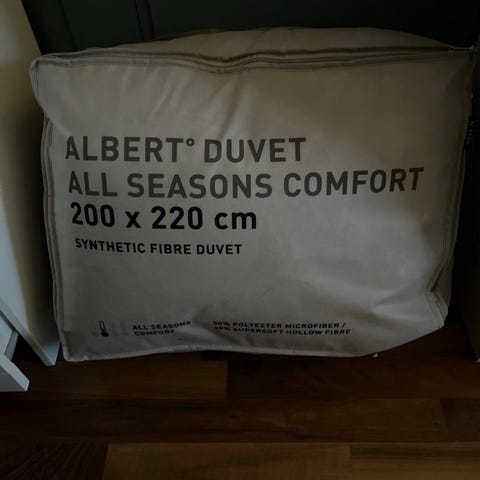 ALBERT° DUVET
ALL SEASONS COMFORT
200 x 220 cm
SYNTHETIC FIBRE DUVET
ALL SEASONS
COMFORT
50% POLYESTER MICROFIBER /
50% SUPERSOFT HOLLOW FIBRE